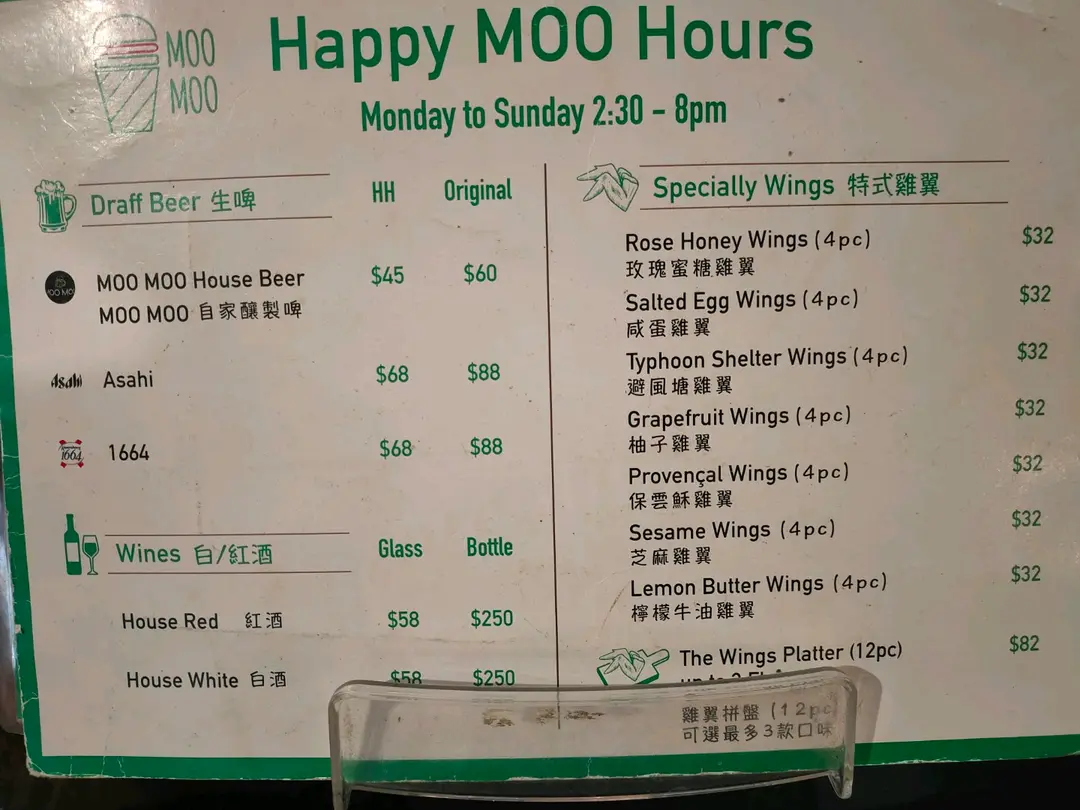 MOO
MOO
Happy MOO Hours
Monday to Sunday 2:30 - 8pm
Draff Beer 生啤 HH Original
MOO MOO House Beer $45 $60
MOO MOO 自家釀製啤
Asahi Asahi $68 $88
1664 1664 $68 $88
Wines 白/紅酒 Glass Bottle
House Red 紅酒 $58 $250
House White 白酒 $58 $250
Specially Wings 特式雞翼
Rose Honey Wings (4pc) $32
玫瑰蜜糖雞翼
Salted Egg Wings (4pc) $32
咸蛋雞翼
Typhoon Shelter Wings (4pc) $32
避風塘雞翼
Grapefruit Wings (4pc) $32
柚子雞翼
Provençal Wings (4pc) $32
保雲穌雞翼
Sesame Wings (4pc) $32
芝麻雞翼
Lemon Butter Wings (4pc) $32
檸檬牛油雞翼
The Wings Platter (12pc) $82
up to 3
雞翼拼盤 (12pc)
可選最多3款口味